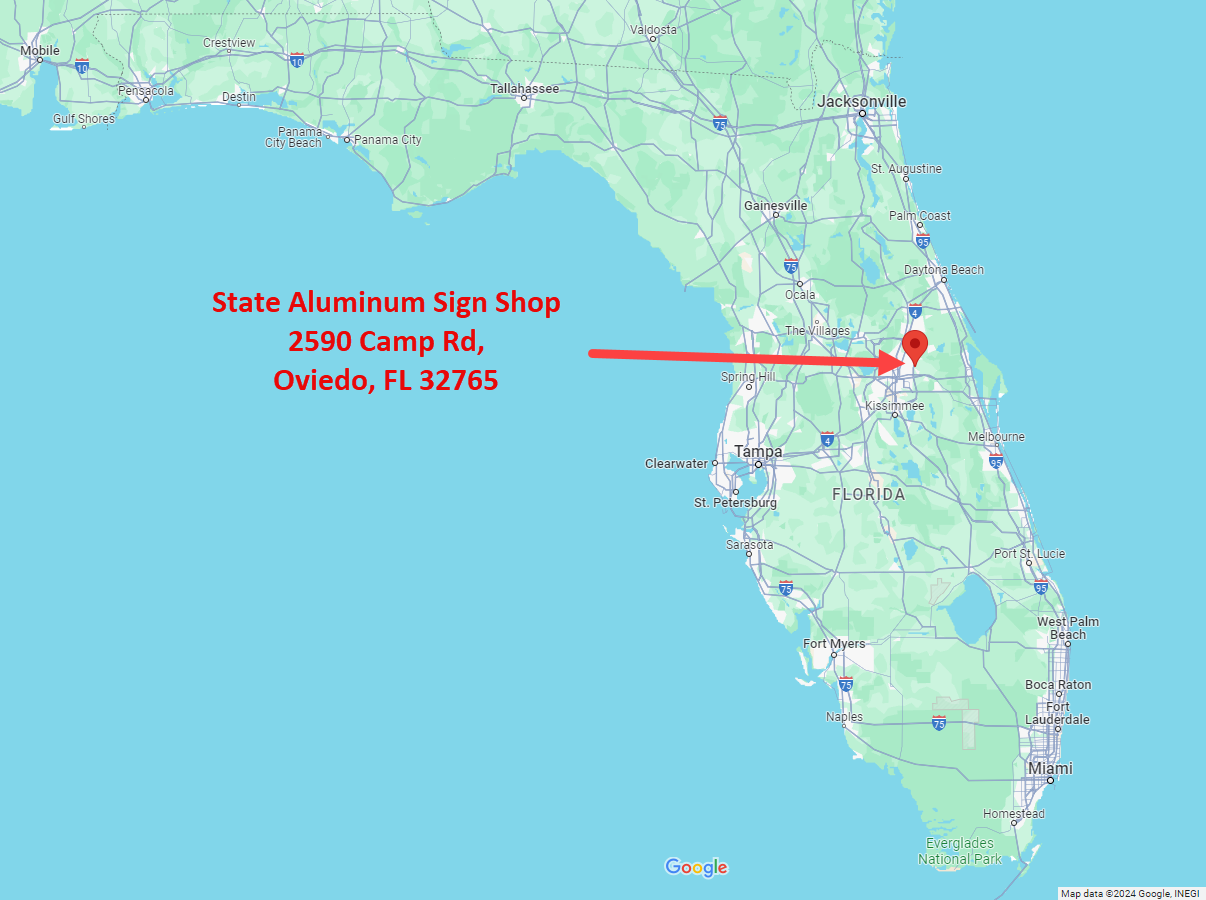 Valdosta
Mobile
Crestview
10
10
Pensacola
Destin
Tallahassee
Jacksonville
Gulf Shores
75
Panama
City Beach
Panama City
St. Augustine
Gainesville
Palm Coast
95
75
Daytona Beach
Ocala
State Aluminum Sign Shop
2590 Camp Rd,
Oviedo, FL 32765
4
The Villages
Spring Hill
Kissimmee
4
Melbourne
Tampa
Clearwater
95
FLORIDA
St. Petersburg
Sarasota
Port St. Lucie
75
95
West Palm
Beach
Fort Myers
75
Boca Raton
Fort
Lauderdale
Naples
75
Miami
Homestead
Everglades
National Park
Google
Map data ©2024 Google, INEGI